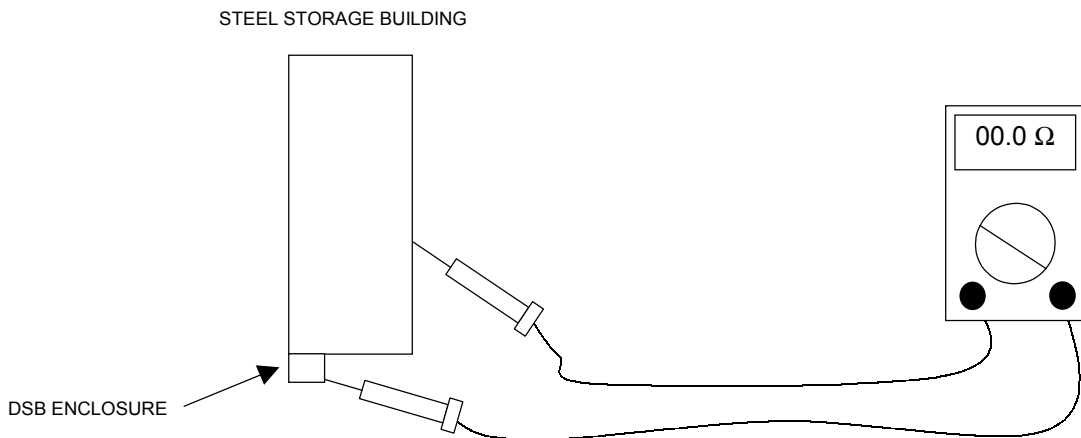 STEEL STORAGE BUILDING
00.0 Ω
DSB ENCLOSURE